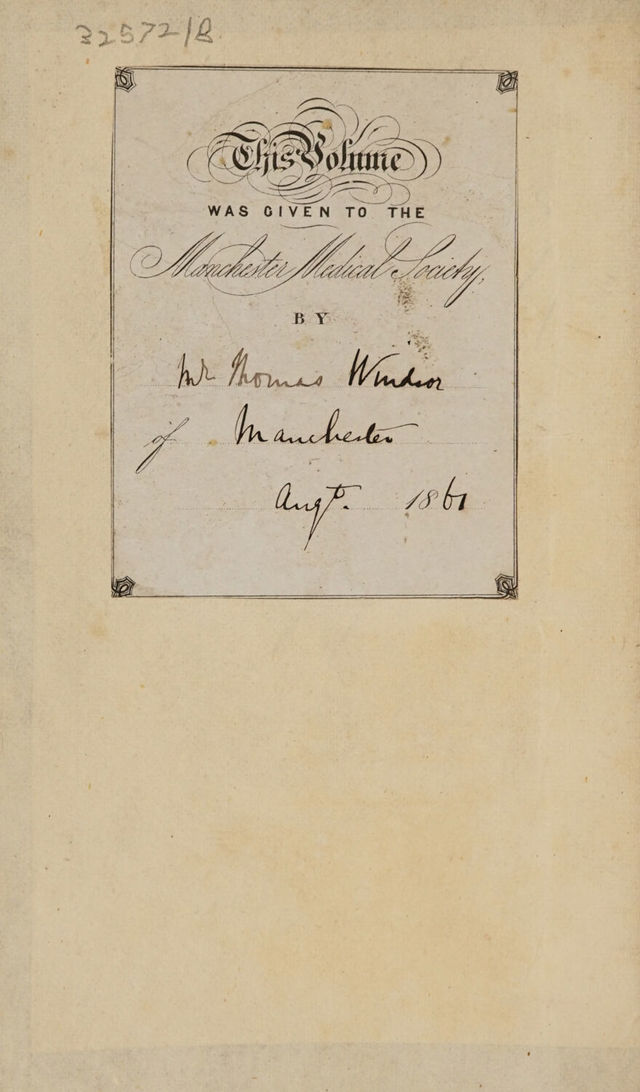 32572/B
This Volume
WAS GIVEN TO THE
Manchester Medical Society,
BY
Mr Thomas Windsor
of Manchester
Augt. 1861